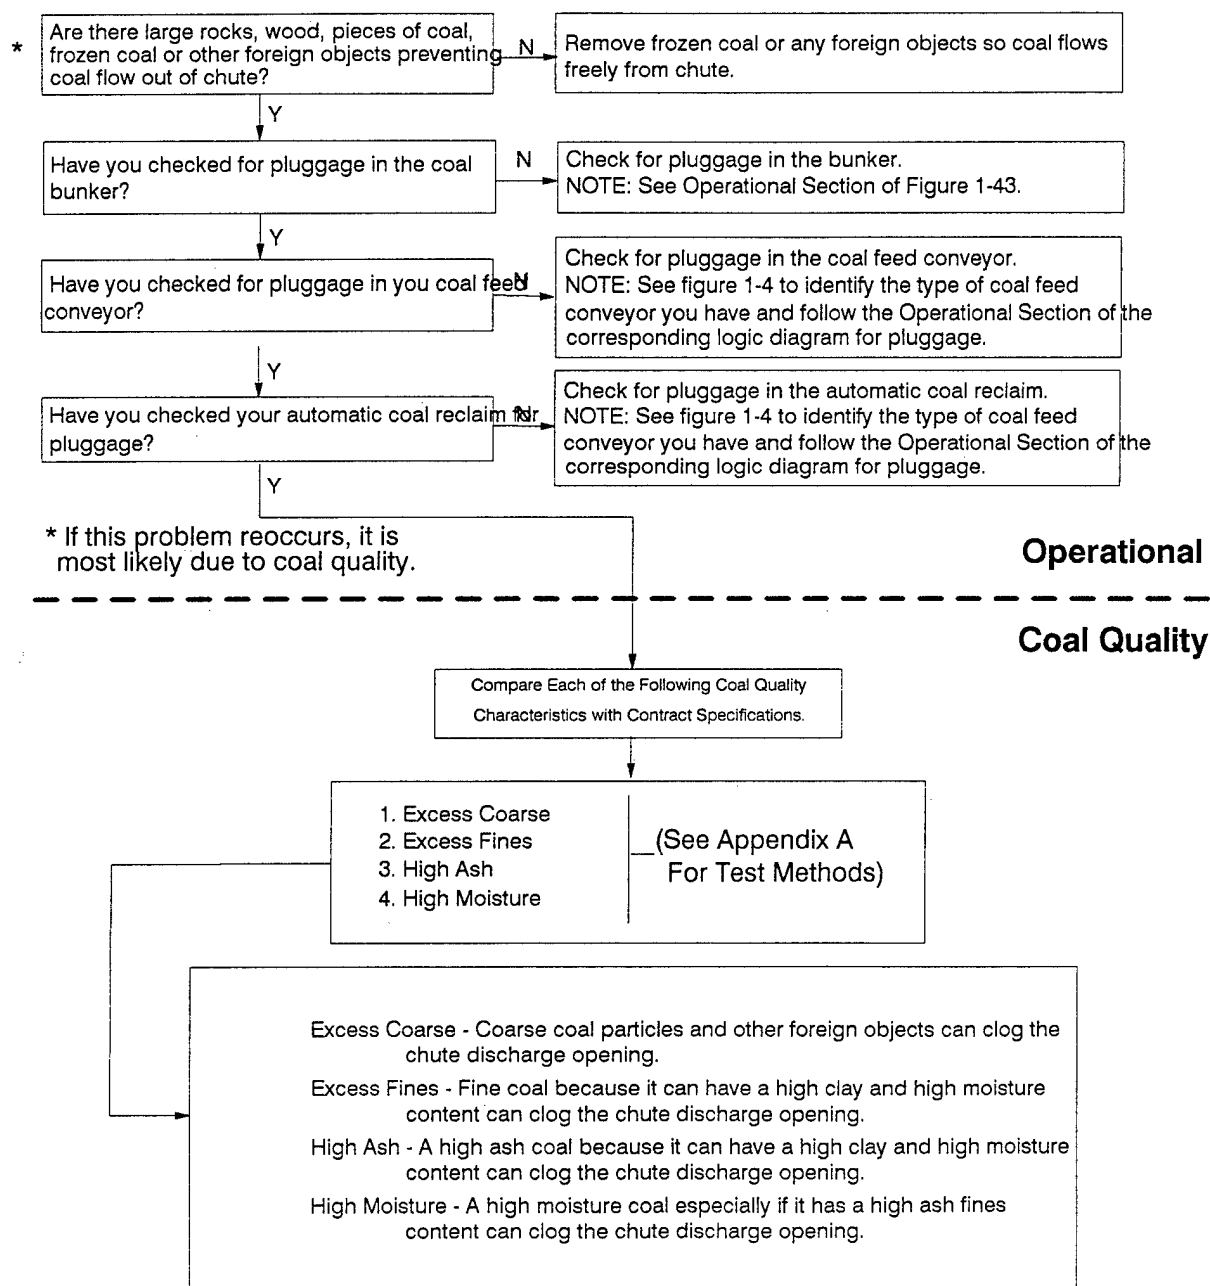 *
Are there large rocks, wood, pieces of coal,
frozen coal or other foreign objects preventing
coal flow out of chute?
N
Remove frozen coal or any foreign objects so coal flows
freely from chute.
Y
Have you checked for pluggage in the coal
bunker?
N
Check for pluggage in the bunker.
NOTE: See Operational Section of Figure 1-43.
Y
Have you checked for pluggage in you coal feed
conveyor?
N
Check for pluggage in the coal feed conveyor.
NOTE: See figure 1-4 to identify the type of coal feed
conveyor you have and follow the Operational Section of the
corresponding logic diagram for pluggage.
Y
Have you checked your automatic coal reclaim for
pluggage?
N
Check for pluggage in the automatic coal reclaim.
NOTE: See figure 1-4 to identify the type of coal feed
conveyor you have and follow the Operational Section of the
corresponding logic diagram for pluggage.
Y
* If this problem reoccurs, it is
most likely due to coal quality.
Operational
Coal Quality
Compare Each of the Following Coal Quality
Characteristics with Contract Specifications.
1. Excess Coarse
2. Excess Fines
3. High Ash
4. High Moisture
(See Appendix A
For Test Methods)
Excess Coarse - Coarse coal particles and other foreign objects can clog the
chute discharge opening.
Excess Fines - Fine coal because it can have a high clay and high moisture
content can clog the chute discharge opening.
High Ash - A high ash coal because it can have a high clay and high moisture
content can clog the chute discharge opening.
High Moisture - A high moisture coal especially if it has a high ash fines
content can clog the chute discharge opening.